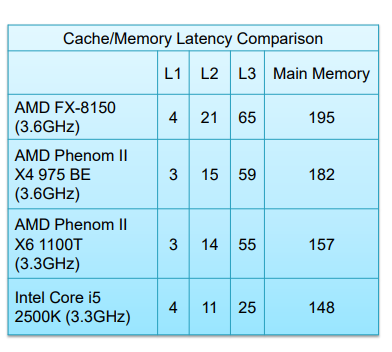 Cache/Memory Latency Comparison
L1 L2 L3 Main Memory
AMD FX-8150
(3.6GHz) 4 21 65 195
AMD Phenom II
X4 975 BE 3 15 59 182
(3.6GHz)
AMD Phenom II
X6 1100T 3 14 55 157
(3.3GHz)
Intel Core i5
2500K (3.3GHz) 4 11 25 148